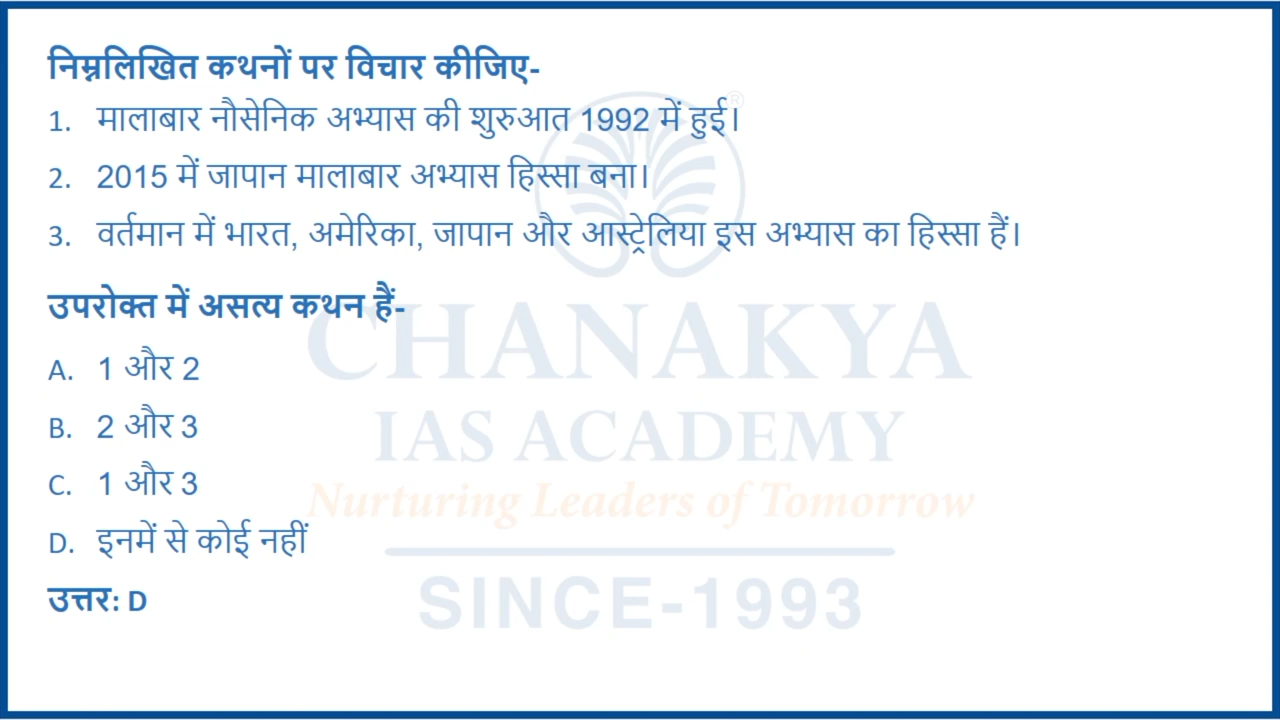 निम्नलिखित कथनों पर विचार कीजिए-
1. मालाबार नौसेनिक अभ्यास की शुरुआत 1992 में हुई।
2. 2015 में जापान मालाबार अभ्यास हिस्सा बना।
3. वर्तमान में भारत, अमेरिका, जापान और आस्ट्रेलिया इस अभ्यास का हिस्सा हैं।
उपरोक्त में असत्य कथन हैं-
A. 1 और 2
B. 2 और 3
C. 1 और 3
D. इनमें से कोई नहीं
उत्तर: D
®
CHANAKYA
IAS ACADEMY
Nurturing Leaders of Tomorrow
SINCE-1993